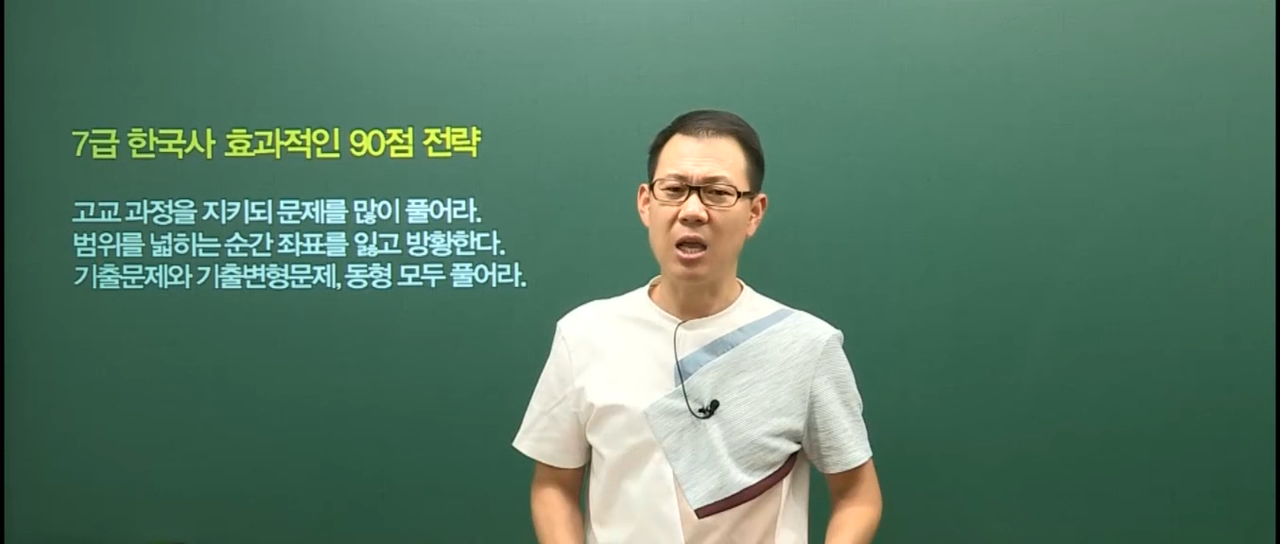 7급 한국사 효과적인 90점 전략
고교 과정을 지키되 문제를 많이 풀어라.
범위를 넓히는 순간 좌표를 잃고 방황한다.
기출문제와 기출변형문제, 동형 모두 풀어라.